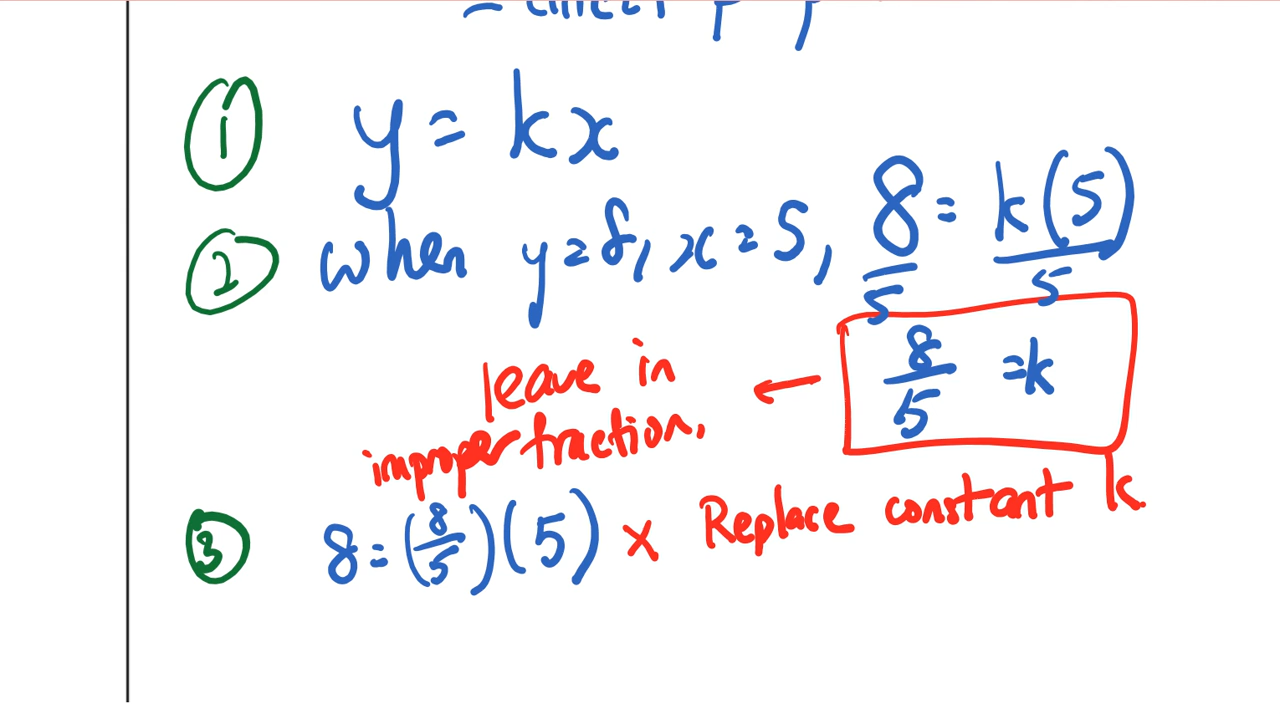 1 y = kx
2 when y=8, x=5, 8/5 = k(5)/5
8/5 =k
leave in
improper fraction.
3 8=(8/5)(5) × Replace constant k